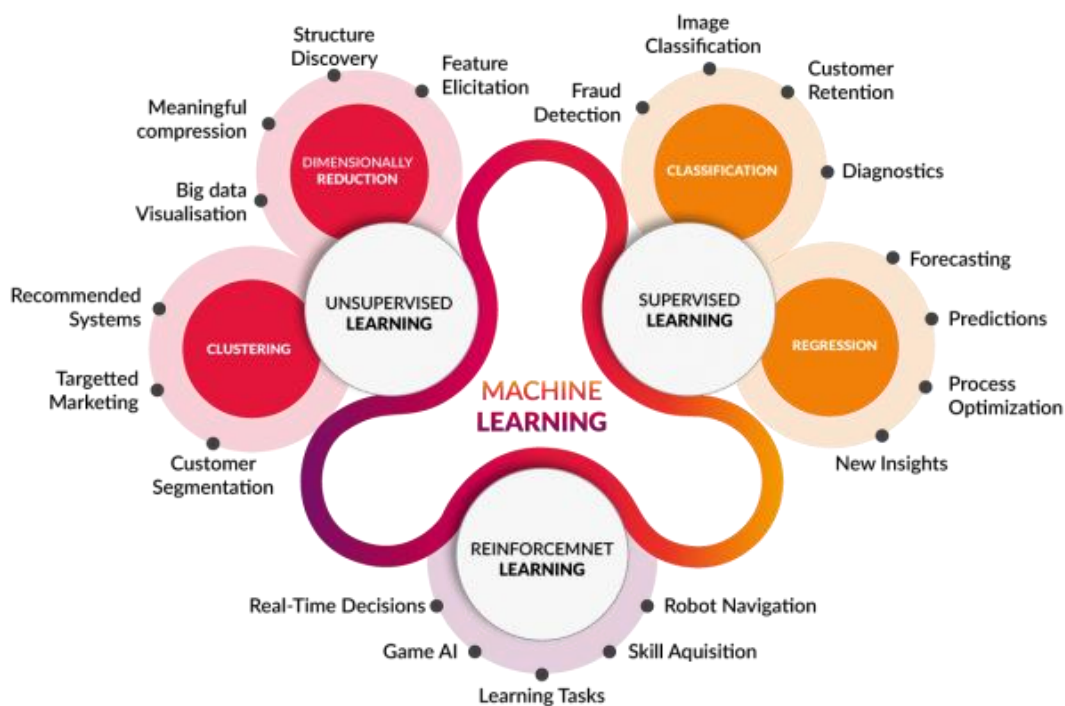 Structure
Discovery
Feature
Elicitation
Meaningful
compression
Big data
Visualisation
DIMENSIONALLY
REDUCTION
Image
Classification
Customer
Retention
Fraud
Detection
Diagnostics
CLASSIFICATION
UNSUPERVISED
LEARNING
SUPERVISED
LEARNING
Recommended
Systems
Targetted
Marketing
Customer
Segmentation
CLUSTERING
Forecasting
Predictions
Process
Optimization
New Insights
REGRESSION
MACHINE
LEARNING
REINFORCEMNET
LEARNING
Real-Time Decisions
Game AI
Learning Tasks
Skill Aquisition
Robot Navigation